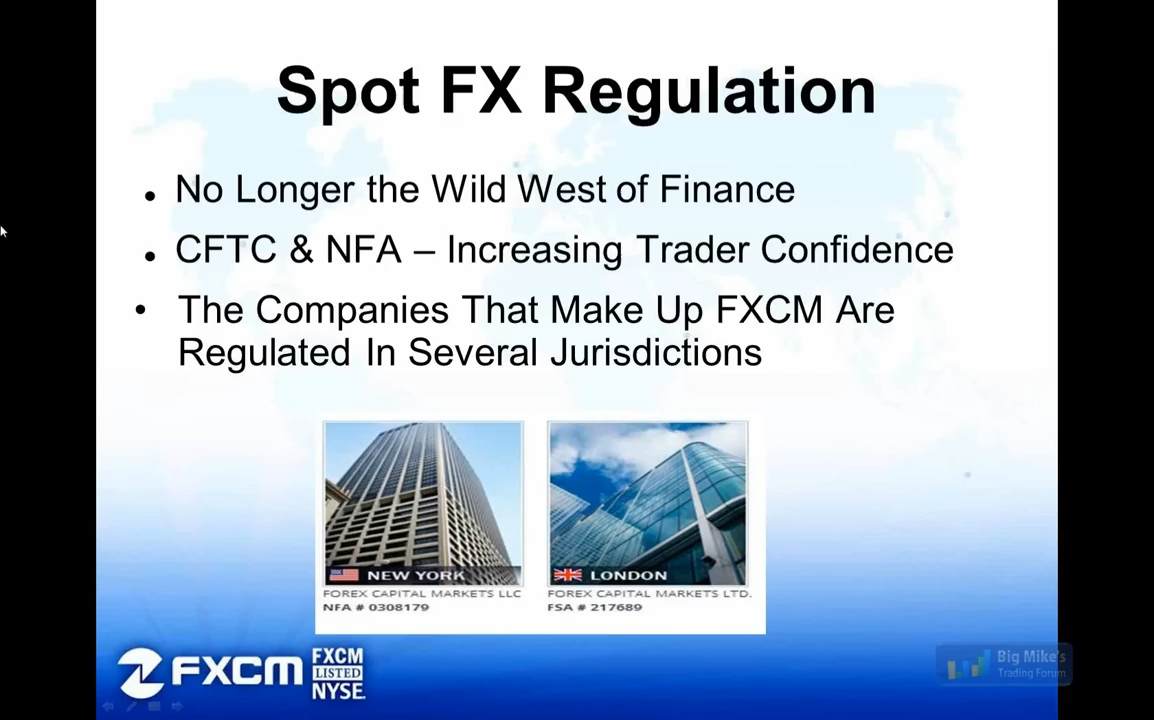 Spot FX Regulation
• No Longer the Wild West of Finance
• CFTC & NFA – Increasing Trader Confidence
• The Companies That Make Up FXCM Are
Regulated In Several Jurisdictions
NEW YORK
FOREX CAPITAL MARKETS LLC
NFA # 0308179
LONDON
FOREX CAPITAL MARKETS LTD.
FSA # 217689
FXCM
FXCM
LISTED
NYSE.
Big Mike's
Trading Forum